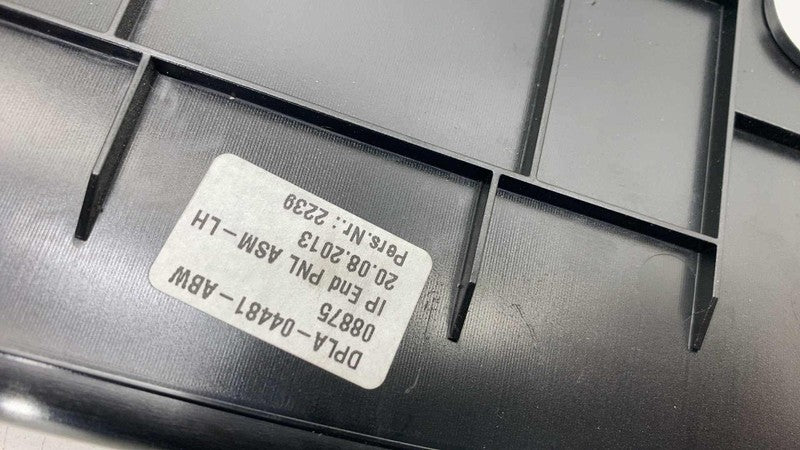 DPLA-04481-ABW
08875
IP End PNL ASM-LH
20.08.2013
Pers.Nr.: 2239